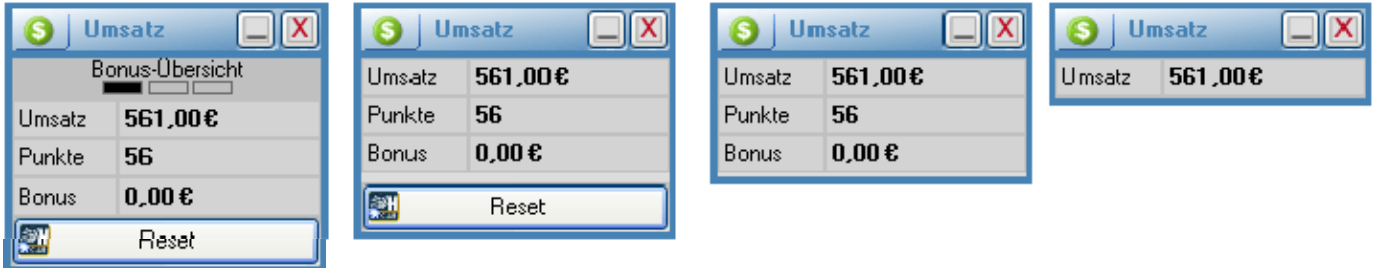 Umsatz
Bonus-Übersicht
Umsatz 561,00€
Punkte 56
Bonus 0,00€
Reset
Umsatz
Umsatz 561,00€
Punkte 56
Bonus 0,00€
Reset
Umsatz
Umsatz 561,00€
Punkte 56
Bonus 0,00€
Umsatz
Umsatz 561,00€